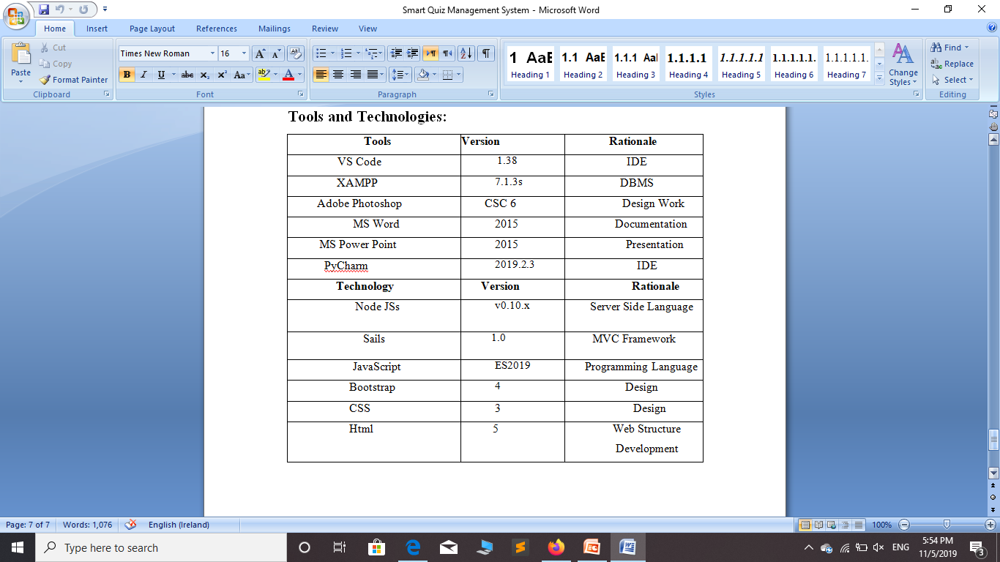 Smart Quiz Management System - Microsoft Word
Home Insert Page Layout References Mailings Review View
Paste
Cut
Copy
Format Painter
Clipboard
Times New Roman 16
B I U abc x₂ x² Aa ab A
Font
Paragraph
1 AaE 1.1 AaE 1.1.1 Aal 1.1.1.1 1.1.1.1.1 1.1.1.1.1. 1.1.1.1.1.1.
Heading 1 Heading 2 Heading 3 Heading 4 Heading 5 Heading 6 Heading 7
Change
Styles
Styles
Find
Replace
Select
Editing
Tools and Technologies:
Tools Version Rationale
VS Code 1.38 IDE
XAMPP 7.1.3s DBMS
Adobe Photoshop CSC 6 Design Work
MS Word 2015 Documentation
MS Power Point 2015 Presentation
PyCharm 2019.2.3 IDE
Technology Version Rationale
Node JSs v0.10.x Server Side Language
Sails 1.0 MVC Framework
JavaScript ES2019 Programming Language
Bootstrap 4 Design
CSS 3 Design
Html 5 Web Structure
Development
Page: 7 of 7 Words: 1,076 English (Ireland) 100%
Type here to search
ENG
5:54 PM
11/5/2019
3